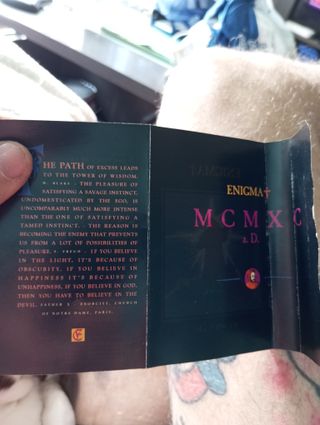 THE PATH OF EXCESS LEADS
TO THE TOWER OF WISDOM.
W. BLAKE - THE PLEASURE OF
SATISFYING A SAVAGE INSTINCT,
UNDOMESTICATED BY THE EGO, IS
UNCOMPARABLY MUCH MORE INTENSE
THAN THE ONE OF SATISFYING A
TAMED INSTINCT. - THE REASON IS
BECOMING THE ENEMY THAT PREVENTS
US FROM A LOT OF POSSIBILITIES OF
PLEASURE. S. FREUD - IF YOU BELIEVE
IN THE LIGHT, IT'S BECAUSE OF
OBSCURITY, IF YOU BELIEVE IN
HAPPINESS IT'S BECAUSE OF
UNHAPPINESS, IF YOU BELIEVE IN GOD,
THEN YOU HAVE TO BELIEVE IN THE
DEVIL. FATHER X - EXORCIST, CHURCH
OF NOTRE DAME, PARIS.
ENIGMA
MCMXC
a.D.